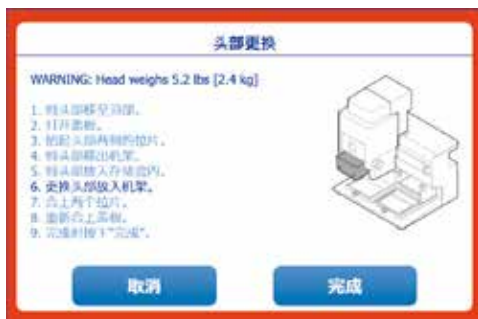 头部更换
WARNING: Head weighs 5.2 lbs [2.4 kg]
1. 将头部移至顶部。
2. 打开盖板。
3. 抬起头部两侧的拉片。
4. 将头部移出机架。
5. 将头部放入存储盒内。
6. 更换头部放入机架。
7. 合上两个拉片。
8. 重新合上盖板。
9. 完成时按下“完成”。
取消
完成